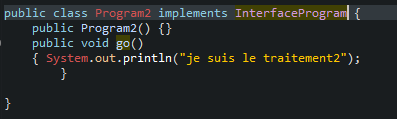 public class Program2 implements InterfaceProgram {
public Program2() {}
public void go()
{ System.out.println("je suis le traitement2");
}
}